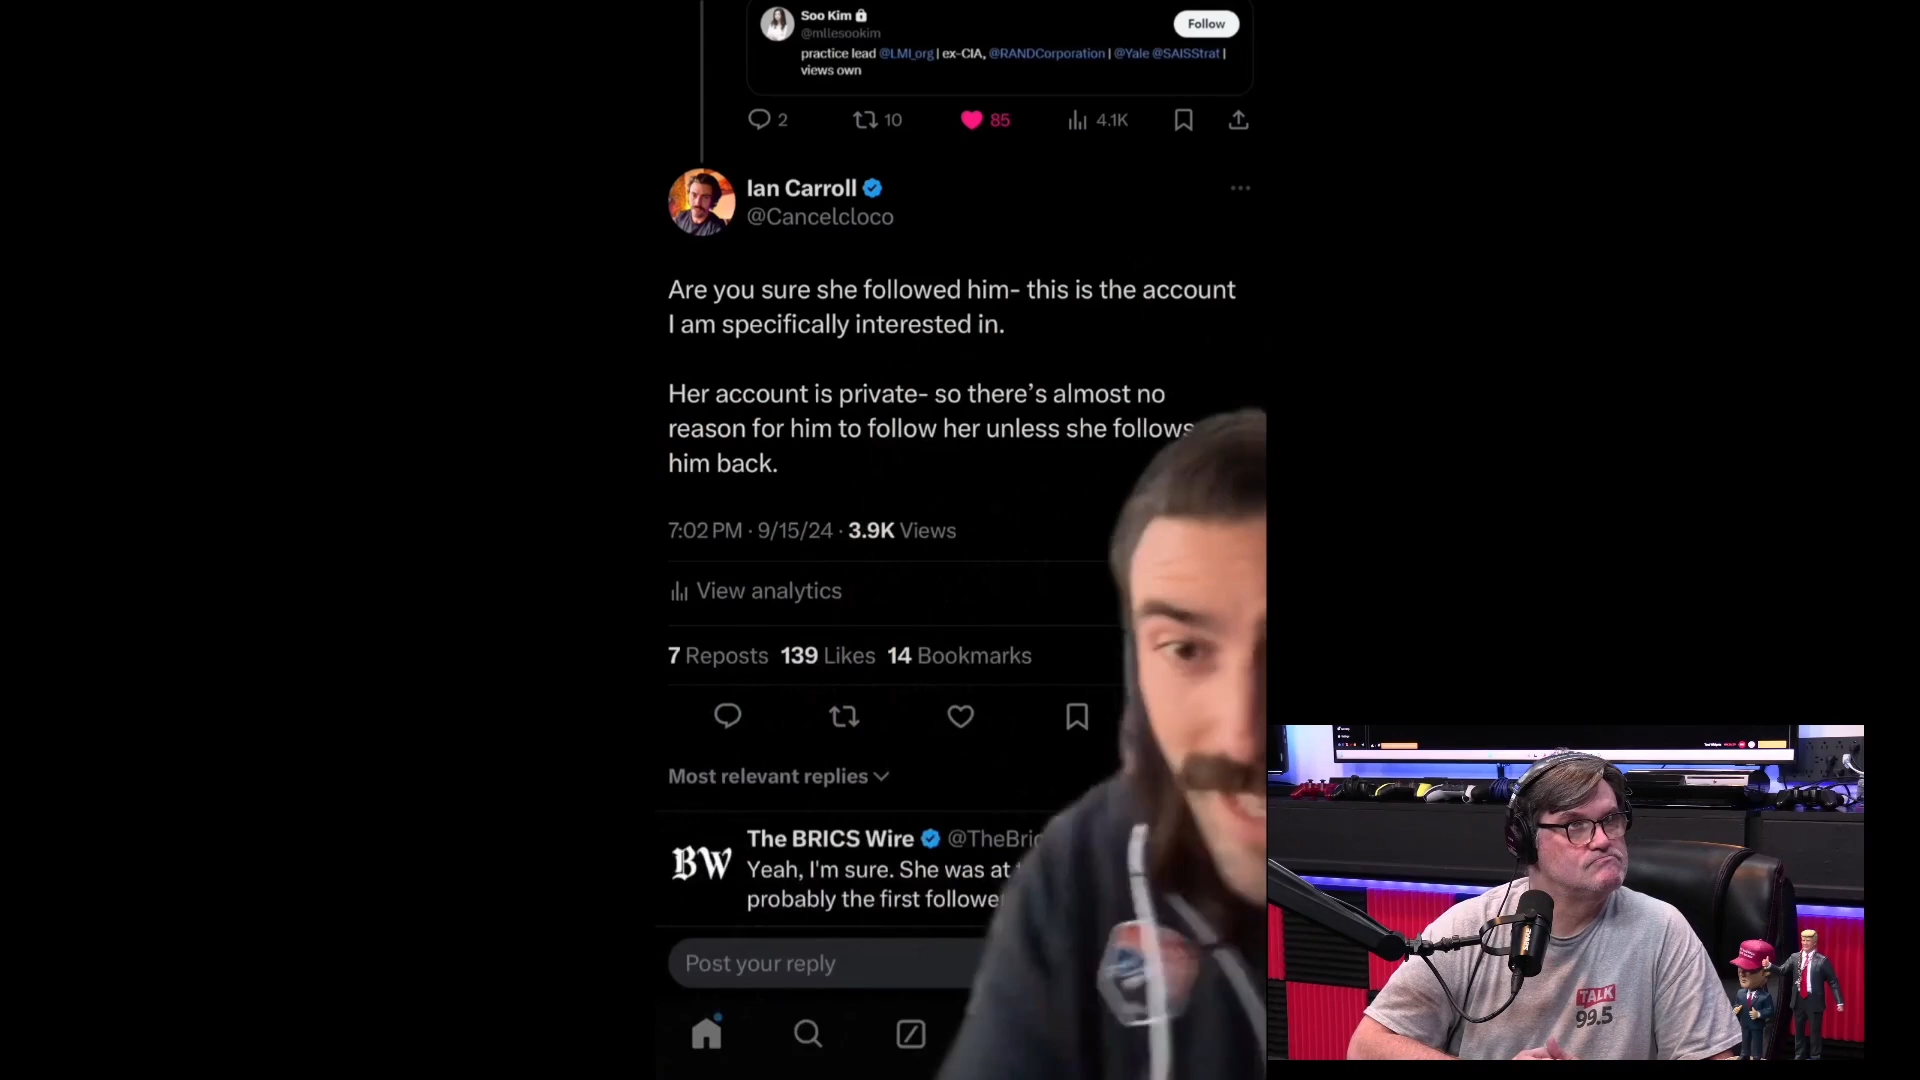 Soo Kim
@mllesookim
Follow
practice lead @LMI_org | ex-CIA, @RANDCorporation | @Yale @SAISStrat |
views own
2 10 85 4.1K
Ian Carroll
@Cancelcloco
Are you sure she followed him- this is the account
I am specifically interested in.
Her account is private- so there's almost no
reason for him to follow her unless she follows
him back.
7:02 PM · 9/15/24 · 3.9K Views
View analytics
7 Reposts 139 Likes 14 Bookmarks
Most relevant replies
The BRICS Wire @TheBric
BW
Yeah, I'm sure. She was at
probably the first followe
Post your reply
TALK
99.5